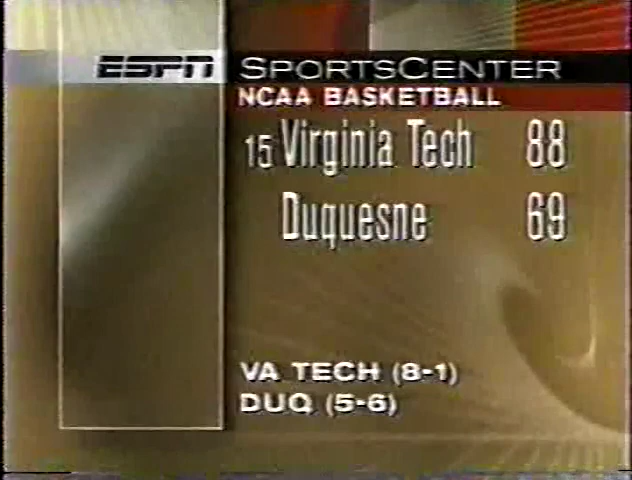 ESPN SPORTSCENTER
NCAA BASKETBALL
15 Virginia Tech 88
Duquesne 69
VA TECH (8-1)
DUQ (5-6)